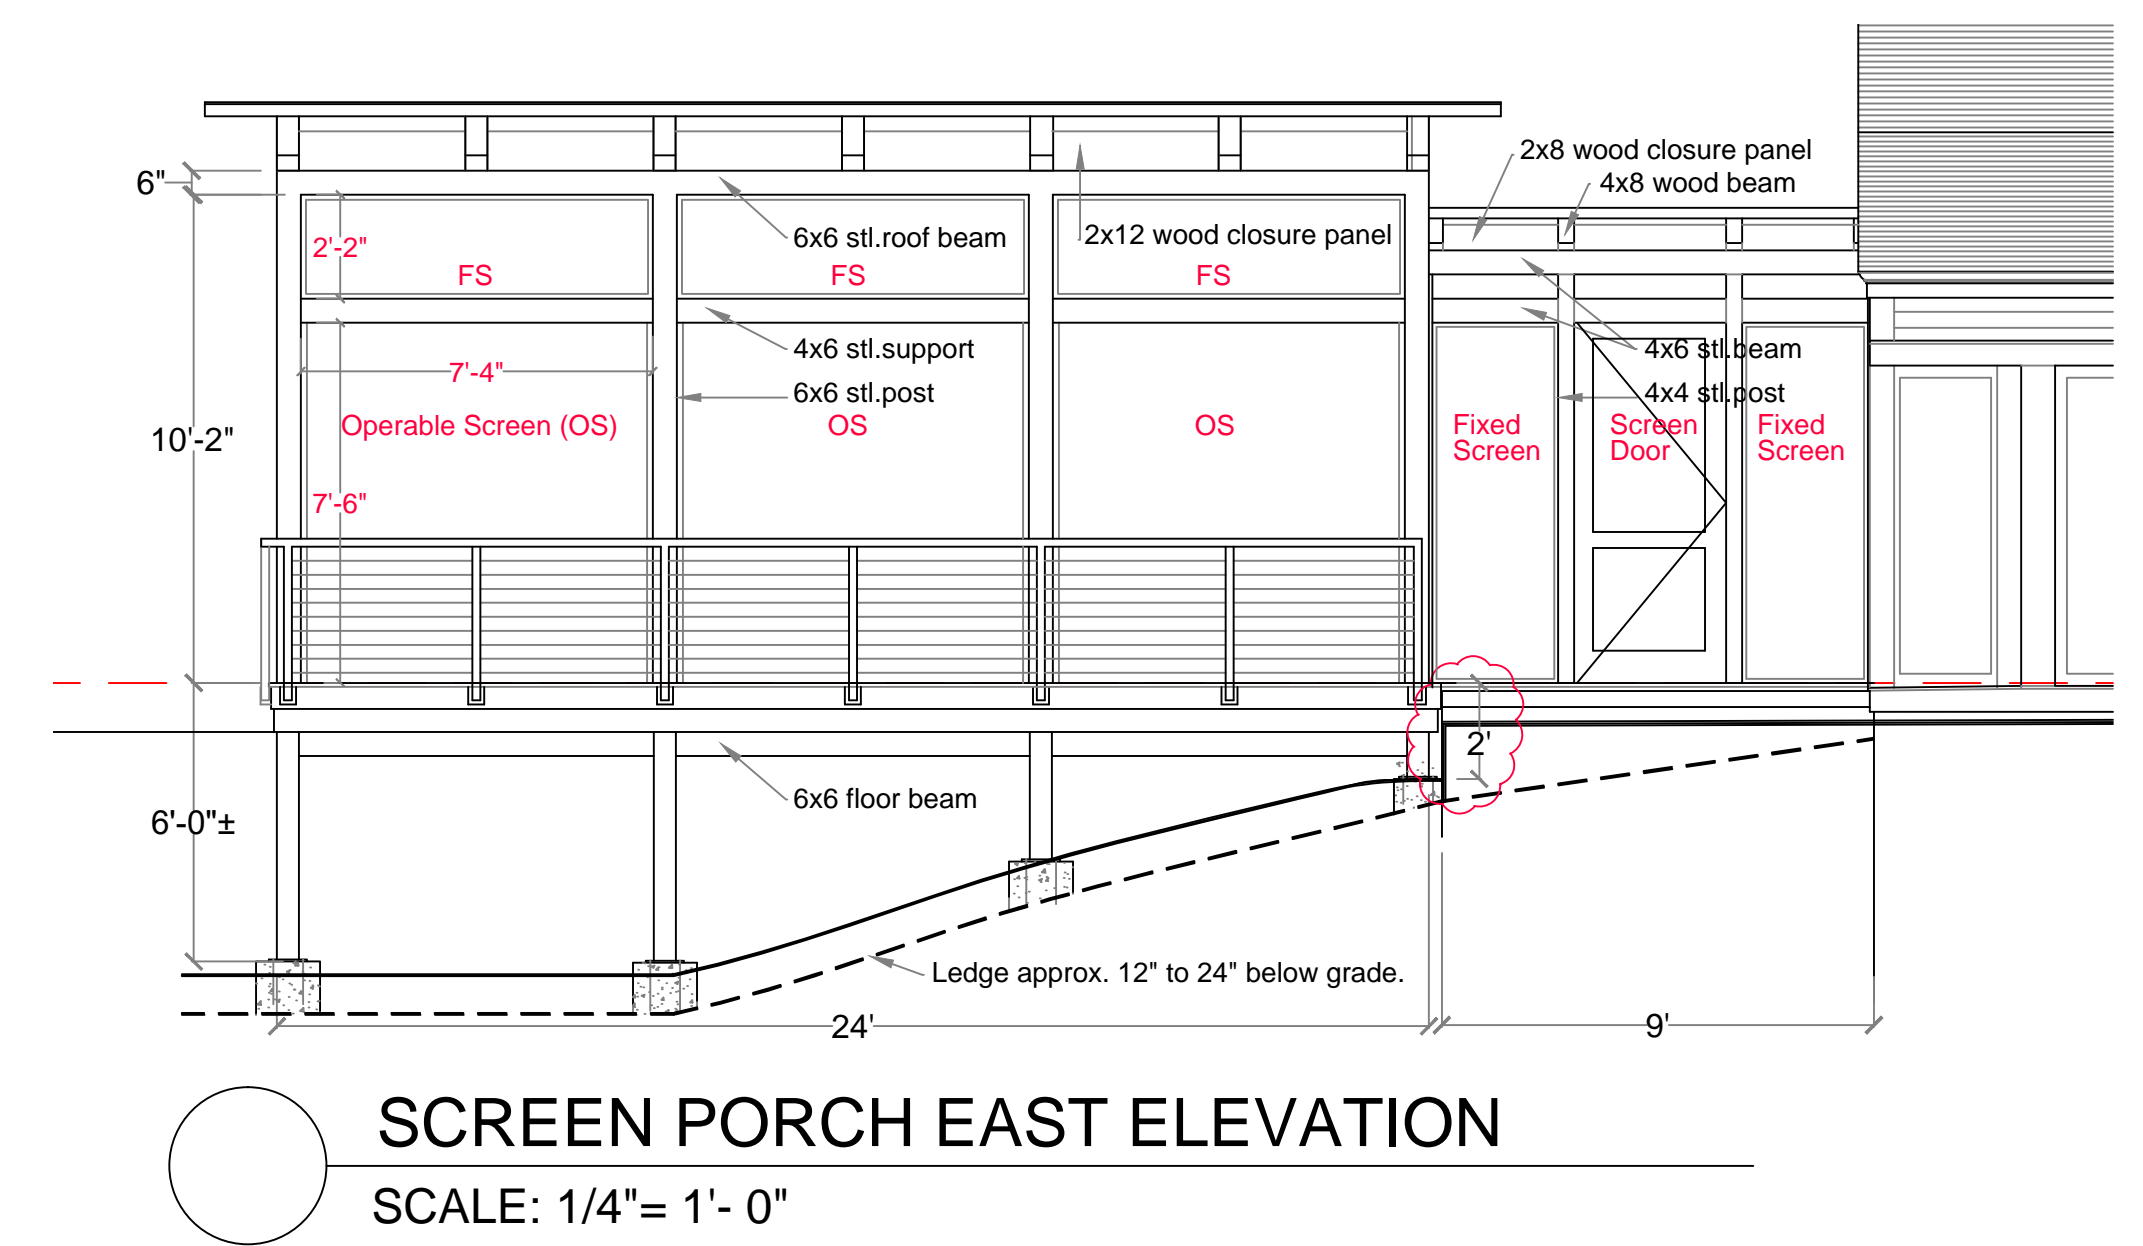 2x8 wood closure panel
4x8 wood beam
6"
2'-2"
6x6 stl.roof beam
2x12 wood closure panel
FS
FS
FS
4x6 stl.support
4x6 stl.beam
7'-4"
6x6 stl.post
4x4 stl.post
10'-2"
Operable Screen (OS)
OS
OS
Fixed
Screen
Screen
Door
Fixed
Screen
7'-6"
2'
6x6 floor beam
6'-0"±
Ledge approx. 12" to 24" below grade.
24'
9'
SCREEN PORCH EAST ELEVATION
SCALE: 1/4"= 1'- 0"